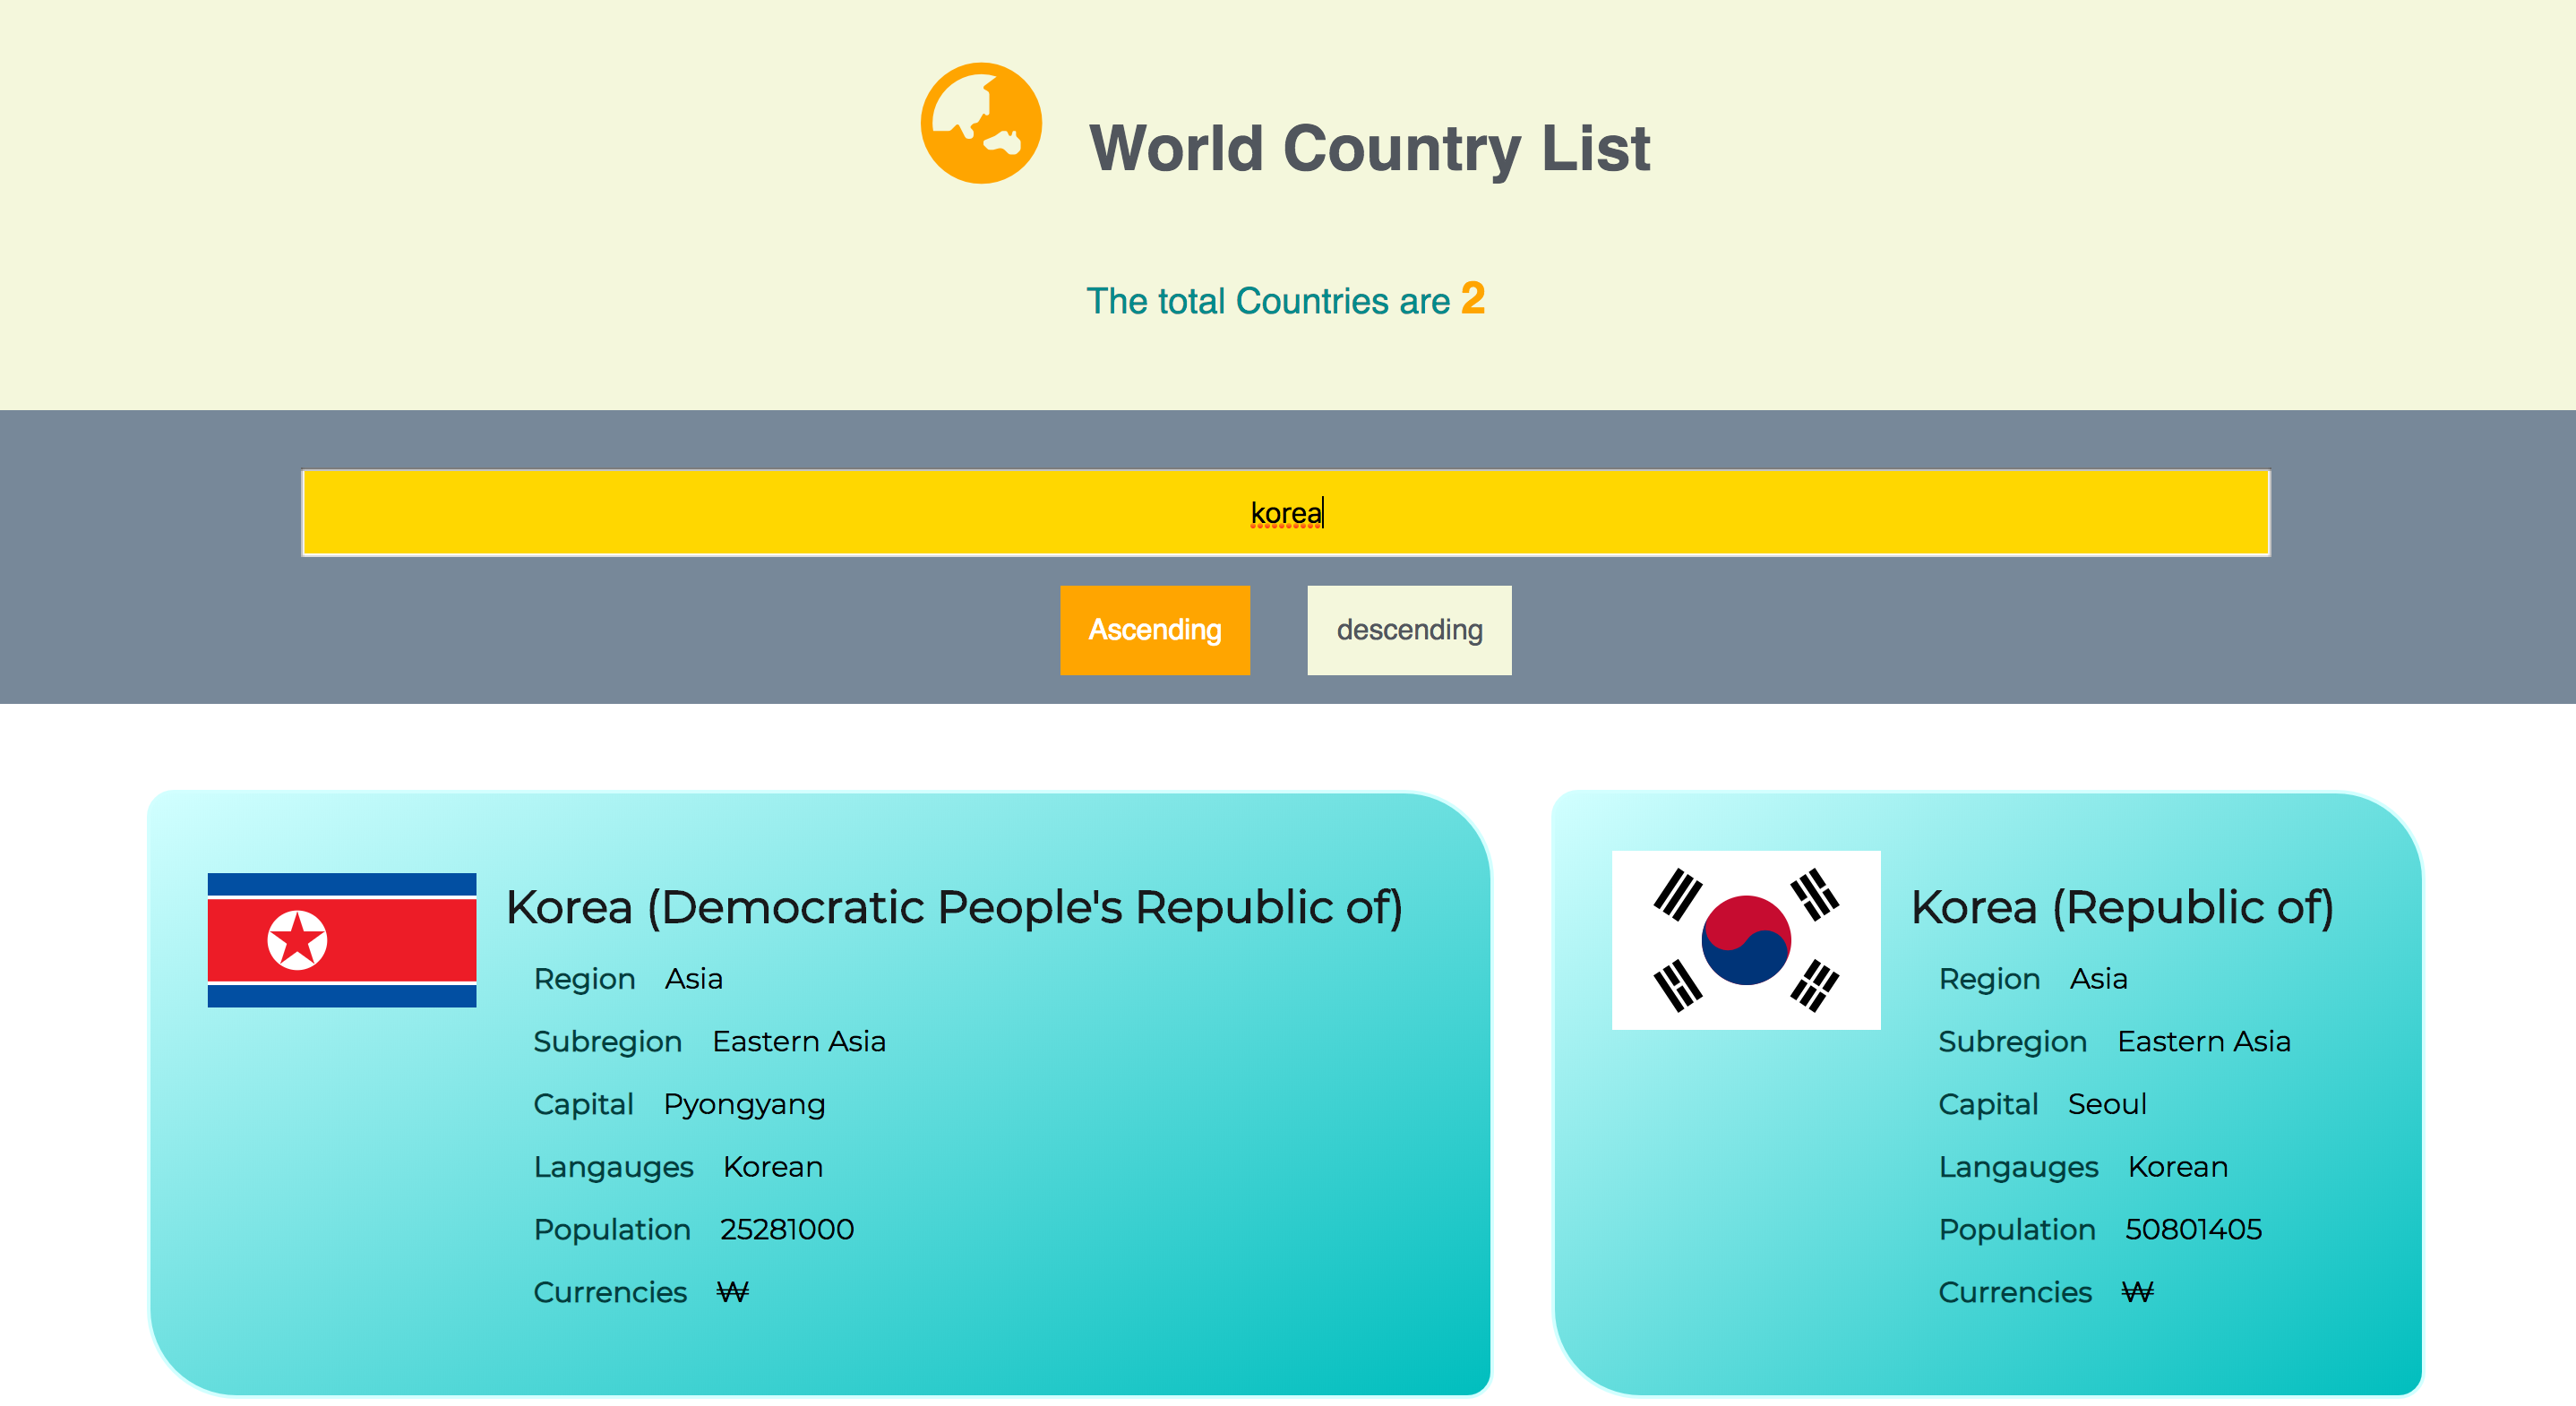 World Country List
The total Countries are 2
korea
Ascending
descending
Korea (Democratic People's Republic of)
Region Asia
Subregion Eastern Asia
Capital Pyongyang
Langauges Korean
Population 25281000
Currencies ₩
Korea (Republic of)
Region Asia
Subregion Eastern Asia
Capital Seoul
Langauges Korean
Population 50801405
Currencies ₩